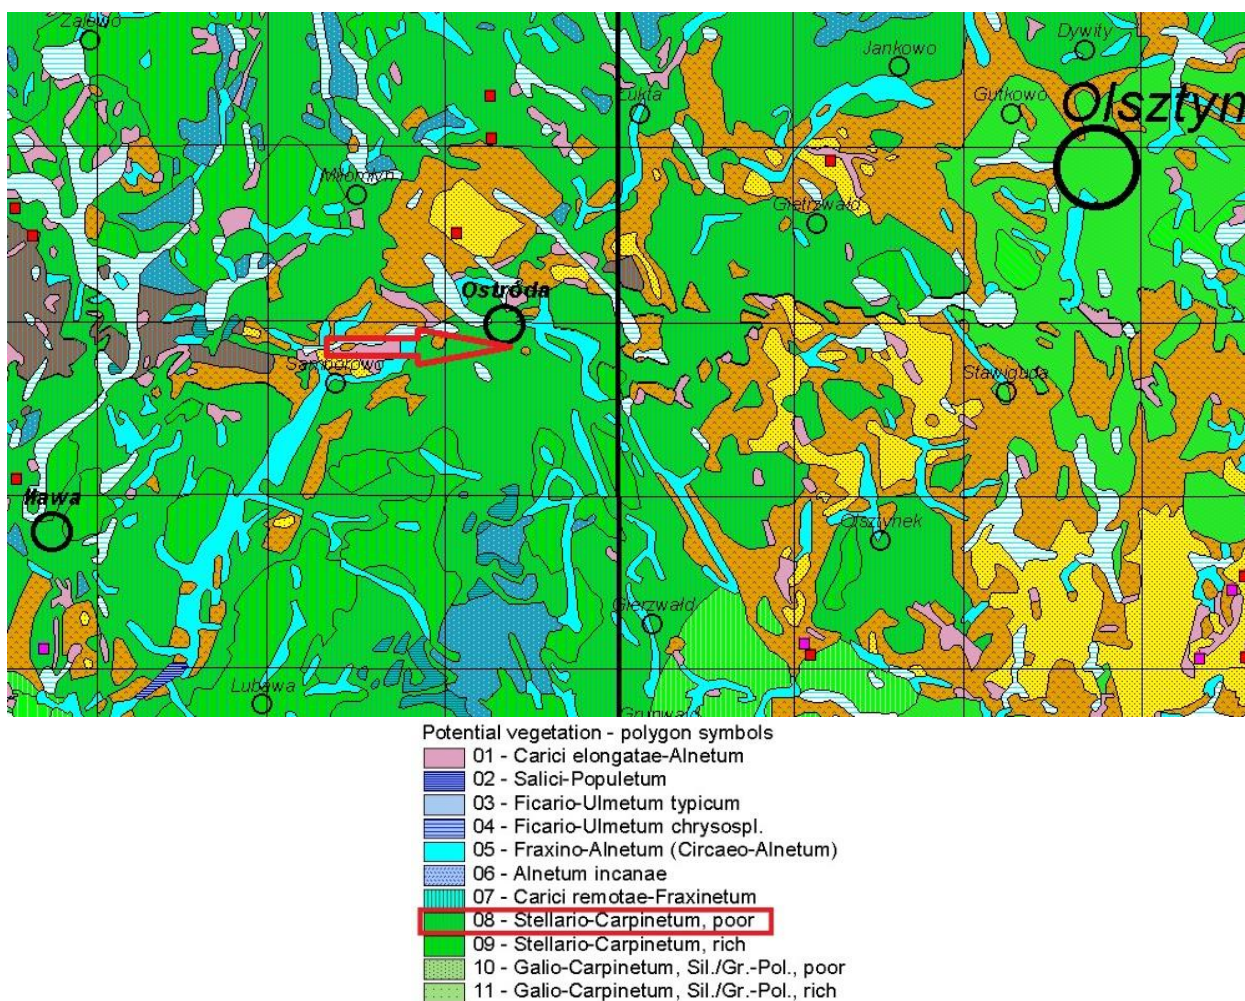 Zalewo
Jankowo
Dywity
Łukta
Gutkowo
Olsztyn
Miłomłyn
Gietrzwałd
Ostróda
Samborowo
Stawiguda
Iława
Olsztynek
Gierzwałd
Lubawa
Grunwald
Potential vegetation - polygon symbols
01 - Carici elongatae-Alnetum
02 - Salici-Populetum
03 - Ficario-Ulmetum typicum
04 - Ficario-Ulmetum chrysospl.
05 - Fraxino-Alnetum (Circaeo-Alnetum)
06 - Alnetum incanae
07 - Carici remotae-Fraxinetum
08 - Stellario-Carpinetum, poor
09 - Stellario-Carpinetum, rich
10 - Galio-Carpinetum, Sil./Gr.-Pol., poor
11 - Galio-Carpinetum, Sil./Gr.-Pol., rich